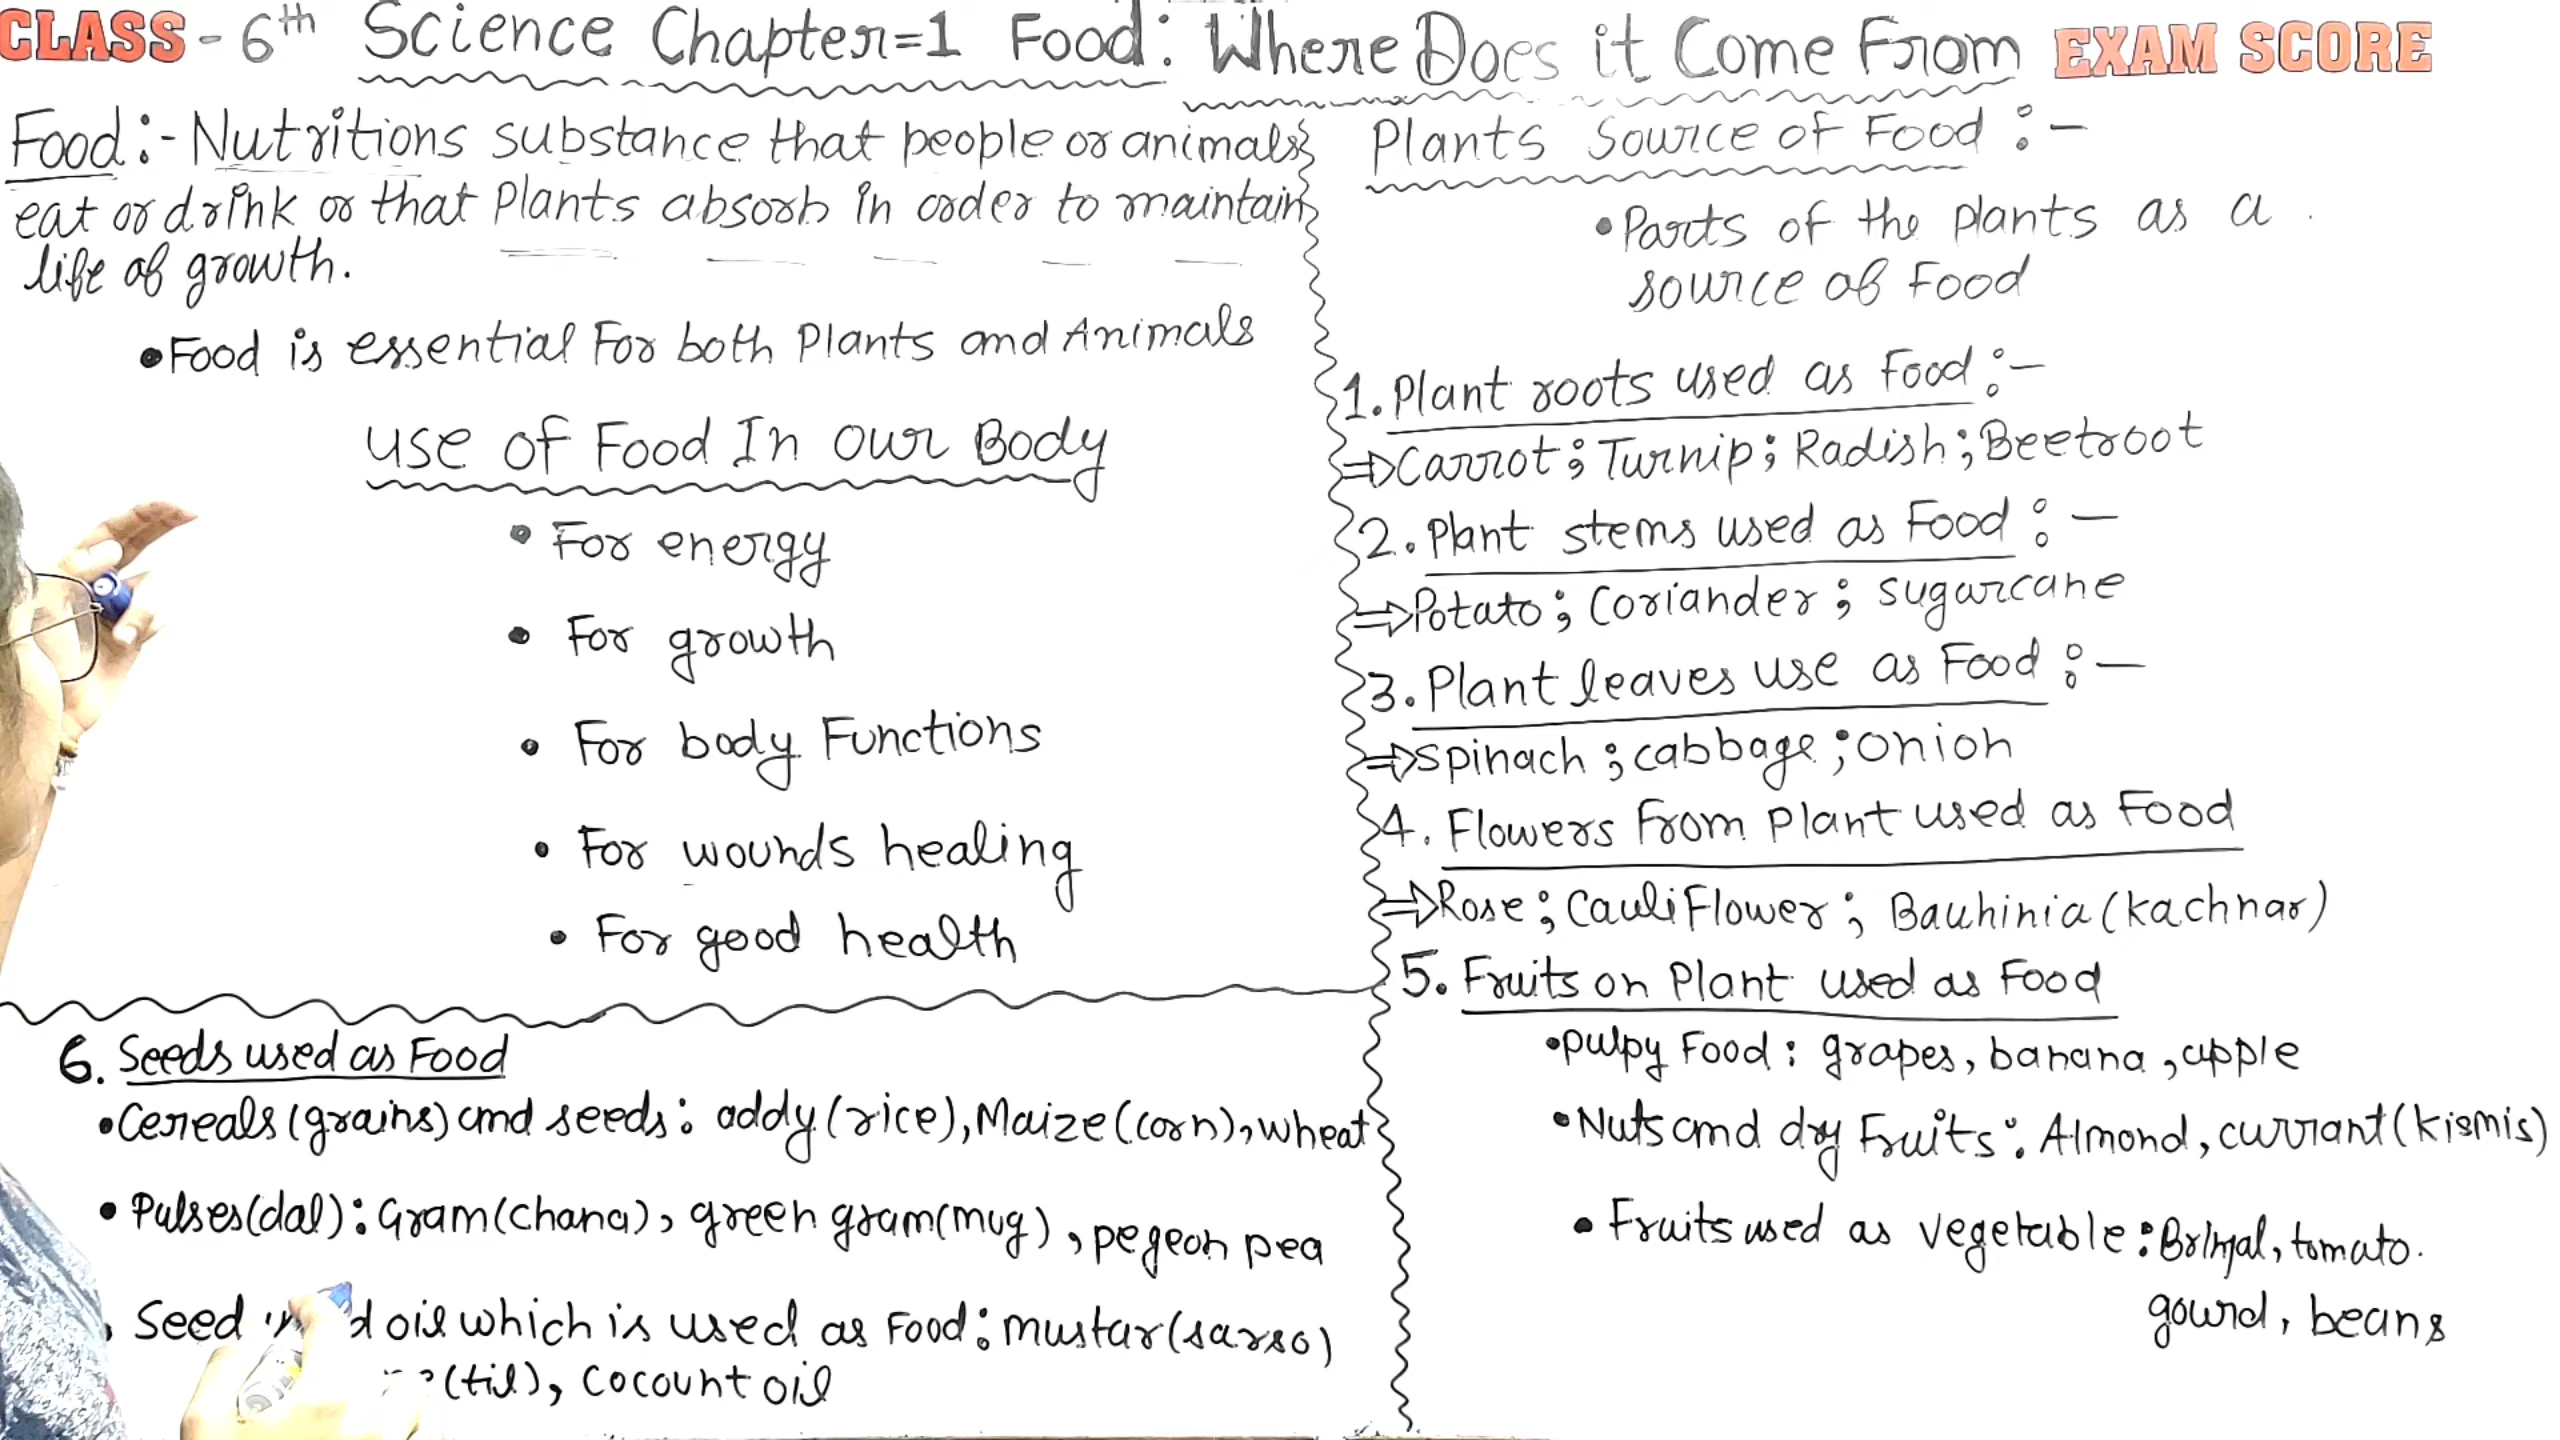 CLASS - 6th Science Chapter=1 Food: Where Does it Come From EXAM SCORE
Food:- Nutritions substance that people or animals
eat or drink or that Plants absorb in order to maintain
life of growth.
• Food is essential For both Plants and Animals
Use of Food In our Body
• For energy
• For growth
• For body Functions
• For wounds healing
• For good health
Plants Source of Food :-
• Parts of the plants as a
source of Food
1. Plant roots used as Food :-
⇒ Carrot ; Turnip ; Radish ; Beetroot
2. Plant stems used as Food :-
⇒ Potato ; Coriander ; sugarcane
3. Plant leaves use as Food :-
⇒ spinach ; cabbage ; onion
4. Flowers From Plant used as Food
⇒ Rose ; CauliFlower ; Bauhinia (kachnar)
5. Fruits on Plant used as Food
• pulpy Food : grapes, banana, apple
• Nuts and dry Fruits : Almond, currant (kismis)
• Fruits used as vegetable : Brinjal, tomato.
gourd, beans
6. Seeds used as Food
• Cereals (grains) and seeds : addy (rice), Maize (corn), wheat
• Pulses (dal) : Gram (chana), green gram (mug), pegeon pea
Seed oil which is used as Food : mustar (sarso)
(til), cocount oil